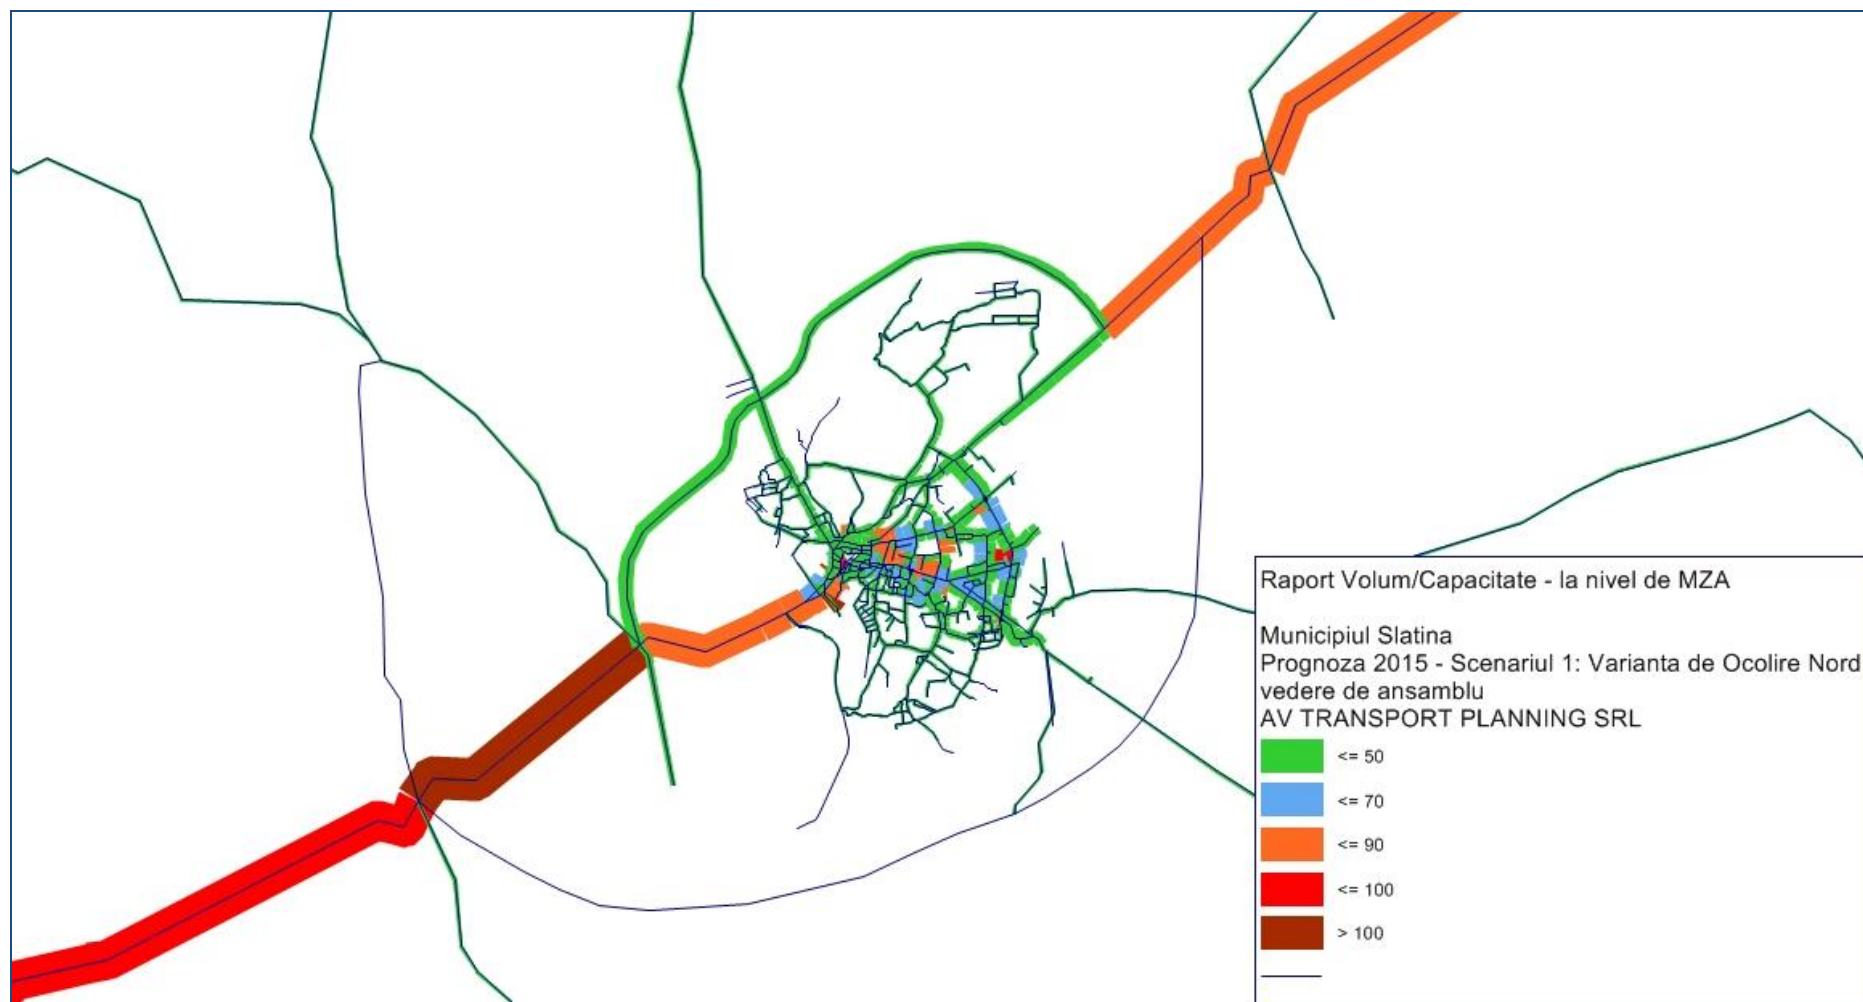 Raport Volum/Capacitate - la nivel de MZA
Municipiul Slatina
Prognoza 2015 - Scenariul 1: Varianta de Ocolire Nord
vedere de ansamblu
AV TRANSPORT PLANNING SRL
<= 50
<= 70
<= 90
<= 100
> 100